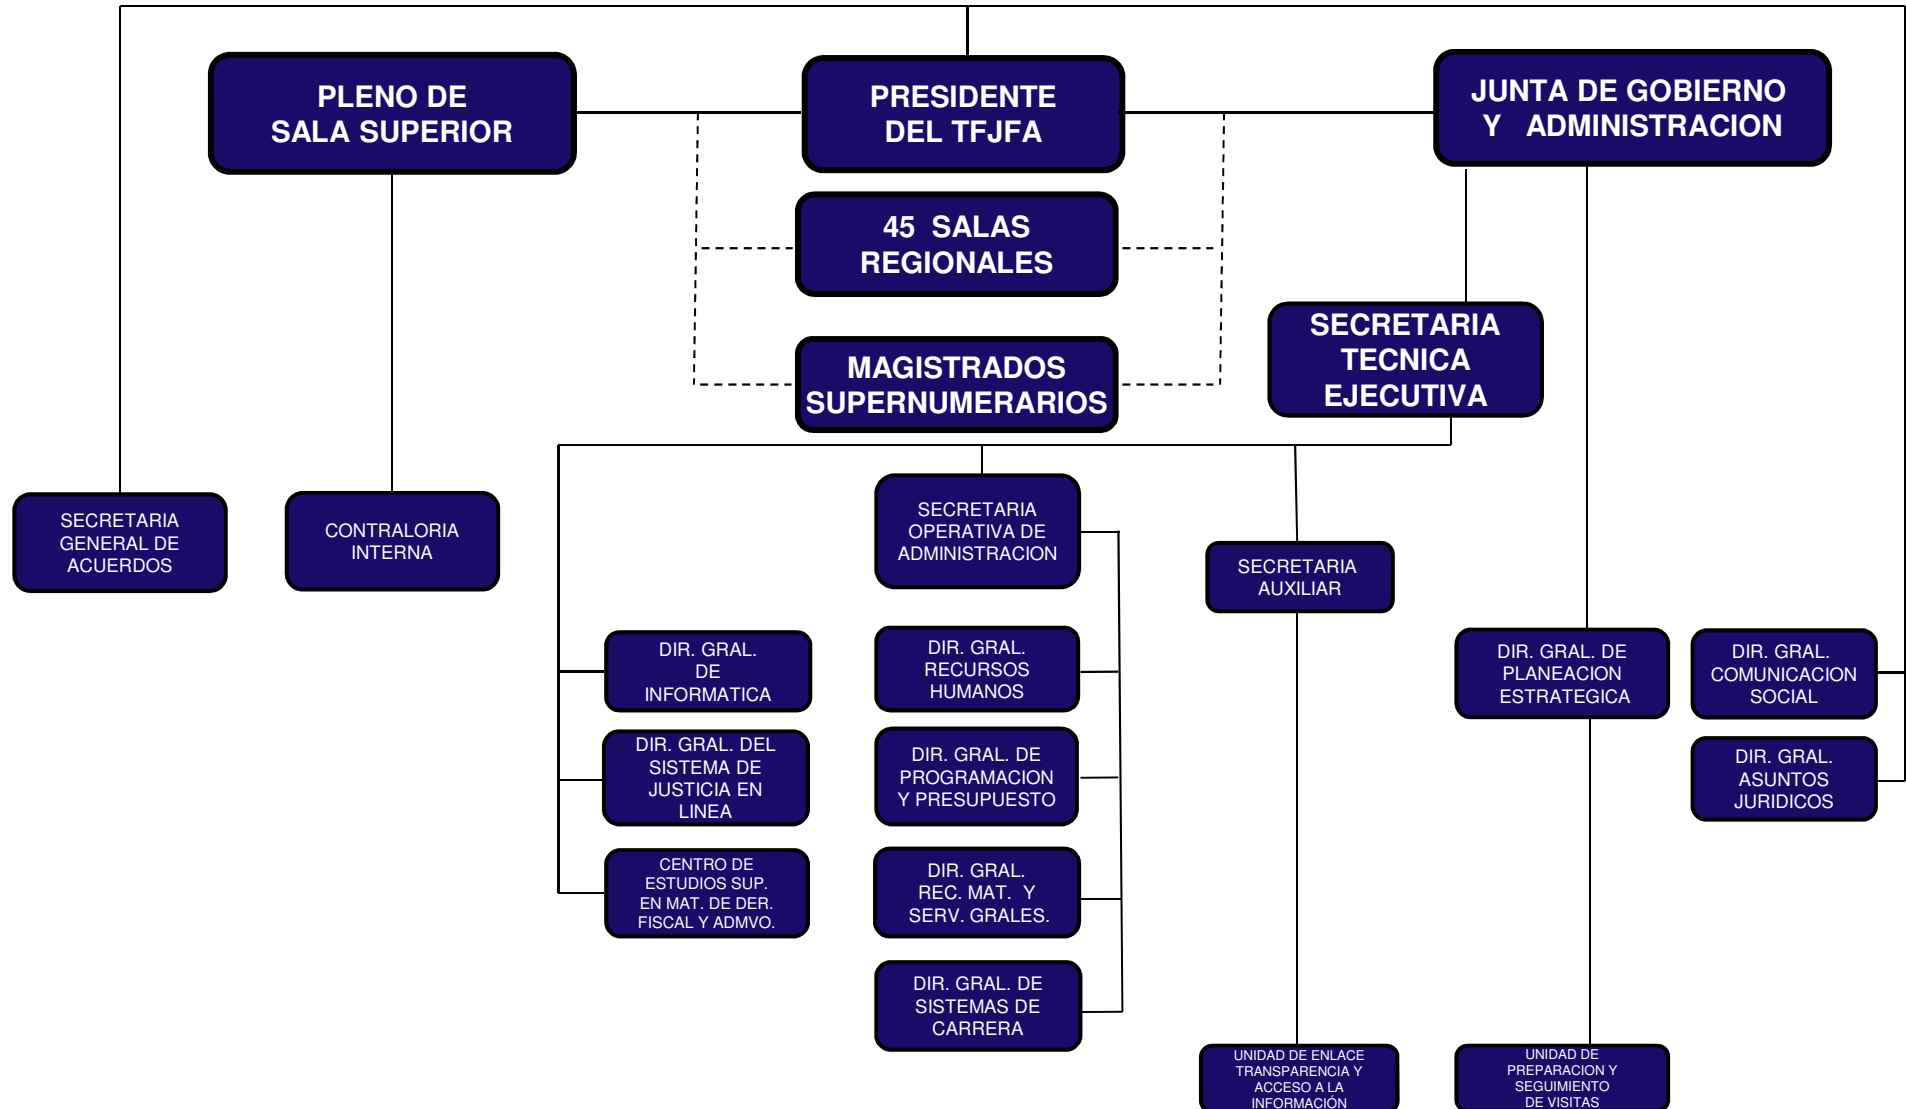 PLENO DE
SALA SUPERIOR
PRESIDENTE
DEL TFJFA
JUNTA DE GOBIERNO
Y ADMINISTRACION
45 SALAS
REGIONALES
MAGISTRADOS
SUPERNUMERARIOS
SECRETARIA
TECNICA
EJECUTIVA
SECRETARIA
GENERAL DE
ACUERDOS
CONTRALORIA
INTERNA
SECRETARIA
OPERATIVA DE
ADMINISTRACION
SECRETARIA
AUXILIAR
DIR. GRAL.
DE
INFORMATICA
DIR. GRAL.
RECURSOS
HUMANOS
DIR. GRAL. DE
PLANEACION
ESTRATEGICA
DIR. GRAL.
COMUNICACION
SOCIAL
DIR. GRAL. DEL
SISTEMA DE
JUSTICIA EN
LINEA
DIR. GRAL. DE
PROGRAMACION
Y PRESUPUESTO
DIR. GRAL.
ASUNTOS
JURIDICOS
CENTRO DE
ESTUDIOS SUP.
EN MAT. DE DER.
FISCAL Y ADMVO.
DIR. GRAL.
REC. MAT. Y
SERV. GRALES.
DIR. GRAL. DE
SISTEMAS DE
CARRERA
UNIDAD DE ENLACE
TRANSPARENCIA Y
ACCESO A LA
INFORMACIÓN
UNIDAD DE
PREPARACION Y
SEGUIMIENTO
DE VISITAS